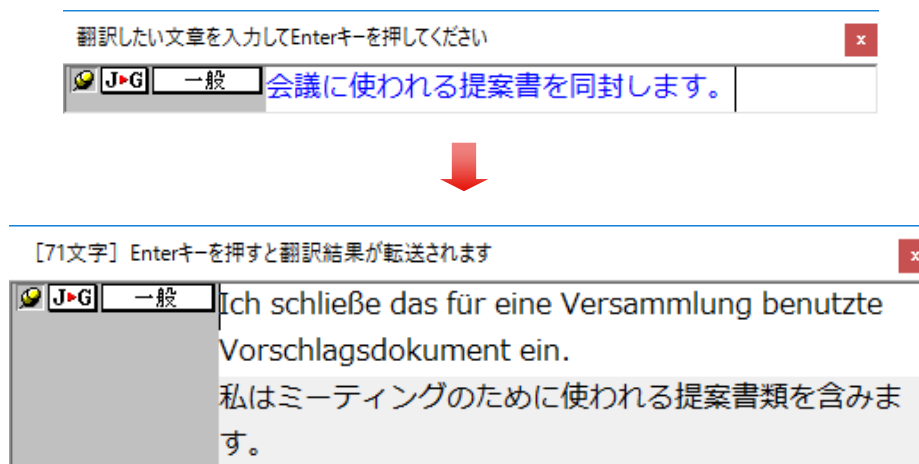 翻訳したい文章を入力してEnterキーを押してください
x
J▶G 一般 会議に使われる提案書を同封します。
[71文字] Enterキーを押すと翻訳結果が転送されます
x
J▶G 一般 Ich schließe das für eine Versammlung benutzte
Vorschlagsdokument ein.
私はミーティングのために使われる提案書類を含みま
す。